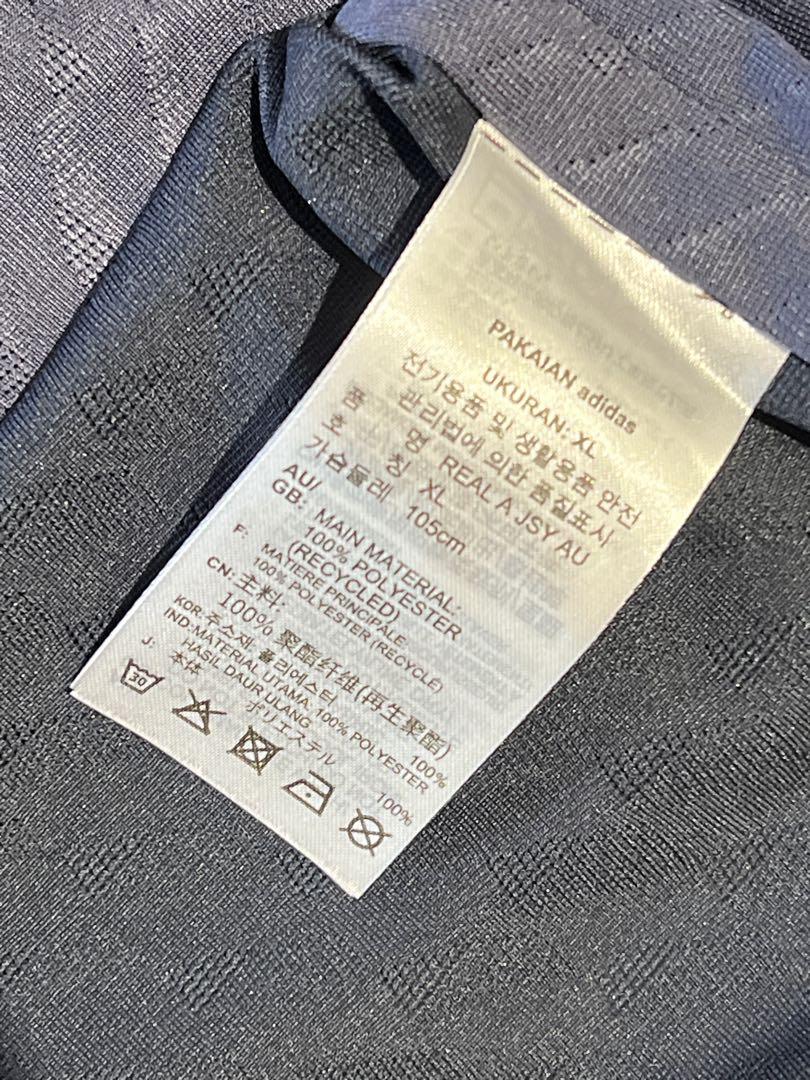 PAKAIAN adidas
UKURAN: XL
전기용품 및 생활용품 안전
관리법에 의한 품질표시
품 명 REAL A JSY AU
호 칭 XL
가슴둘레 105cm
AU/
GB: MAIN MATERIAL:
100% POLYESTER
(RECYCLED)
F: MATIERE PRINCIPALE:
100% POLYESTER (RECYCLÉ)
CN: 主料:
100% 聚酯纤维(再生聚酯)
KOR: 주소재: 폴리에스터 100%
IND:MATERIAL UTAMA: 100% POLYESTER
HASIL DAUR ULANG
J: 本体 ポリエステル 100%
30